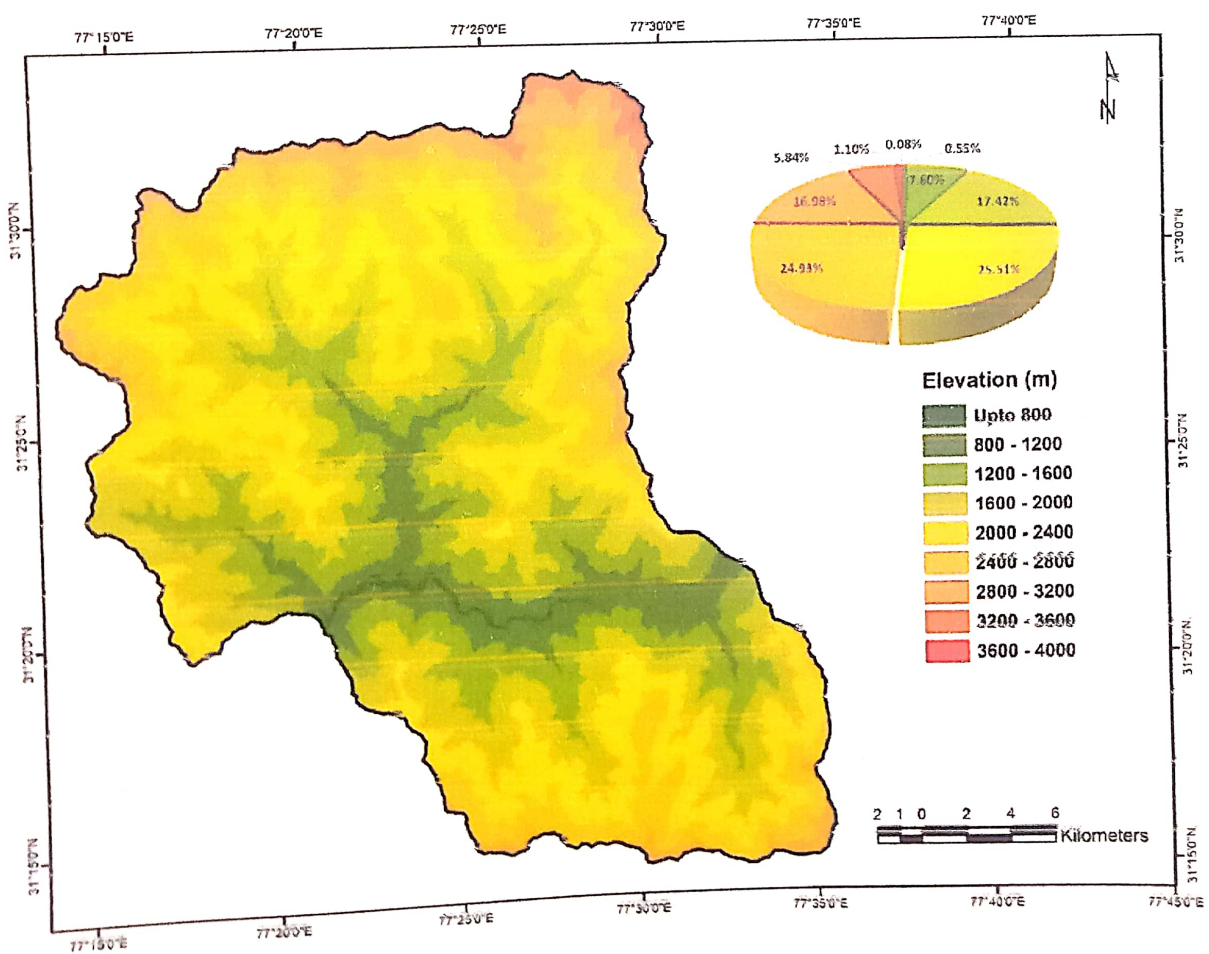 77°15'0"E 77°20'0"E 77°25'0"E 77°30'0"E 77°35'0"E 77°40'0"E
N
5.84% 1.10% 0.08% 0.55%
7.60%
16.98% 17.42%
24.93% 25.51%
31°30'0"N 31°30'0"N
Elevation (m)
Upto 800
800 - 1200
1200 - 1600
1600 - 2000
2000 - 2400
2400 - 2800
2800 - 3200
3200 - 3600
3600 - 4000
31°25'0"N 31°25'0"N
31°20'0"N 31°20'0"N
2 1 0 2 4 6
Kilometers
31°15'0"N 31°15'0"N
77°15'0"E 77°20'0"E 77°25'0"E 77°30'0"E 77°35'0"E 77°40'0"E 77°45'0"E